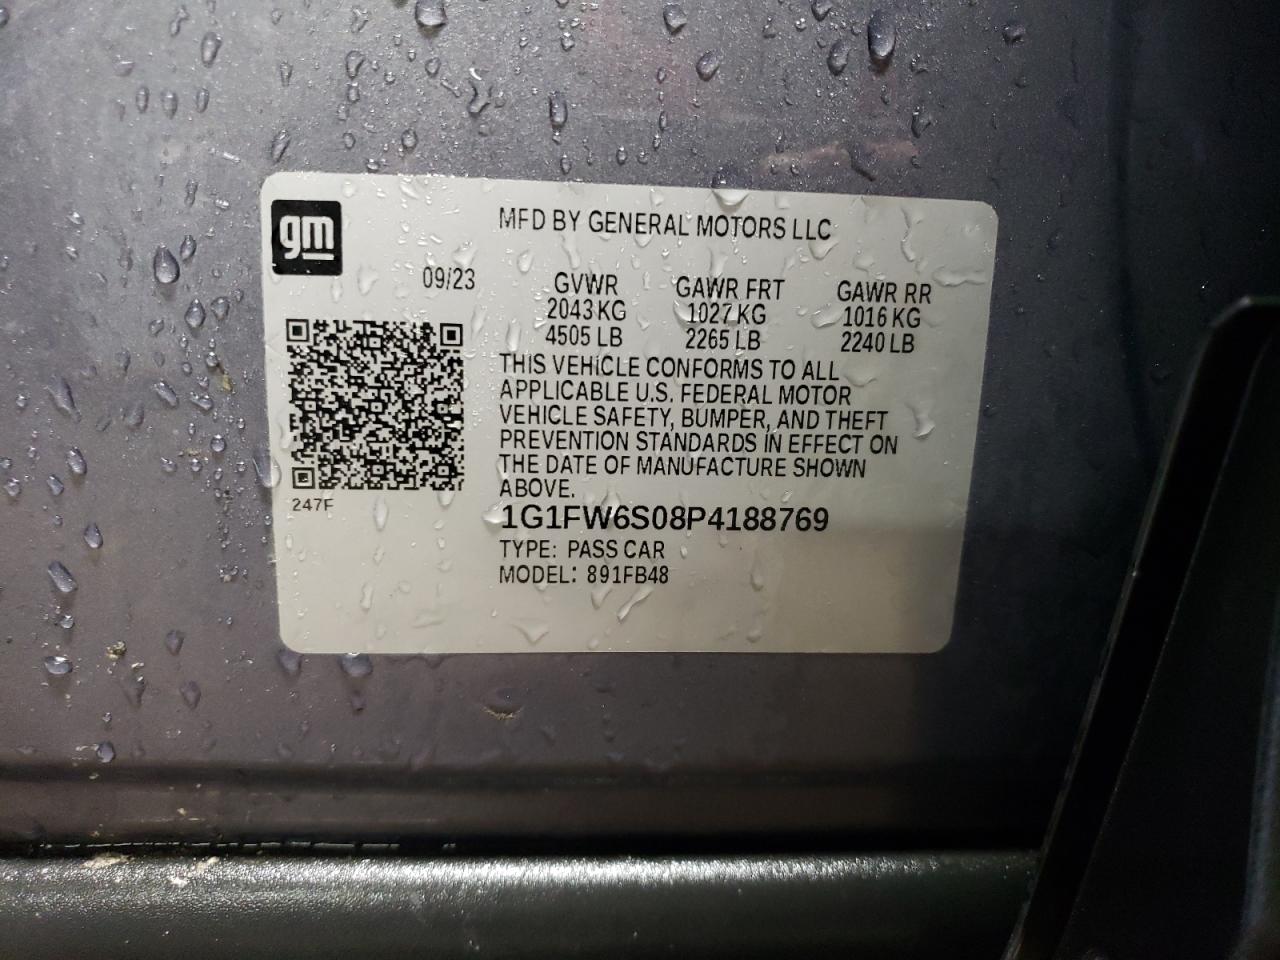 gm
MFD BY GENERAL MOTORS LLC
09/23
GVWR GAWR FRT GAWR RR
2043 KG 1027 KG 1016 KG
4505 LB 2265 LB 2240 LB
THIS VEHICLE CONFORMS TO ALL
APPLICABLE U.S. FEDERAL MOTOR
VEHICLE SAFETY, BUMPER, AND THEFT
PREVENTION STANDARDS IN EFFECT ON
THE DATE OF MANUFACTURE SHOWN
ABOVE.
247F
1G1FW6S08P4188769
TYPE: PASS CAR
MODEL: 891FB48